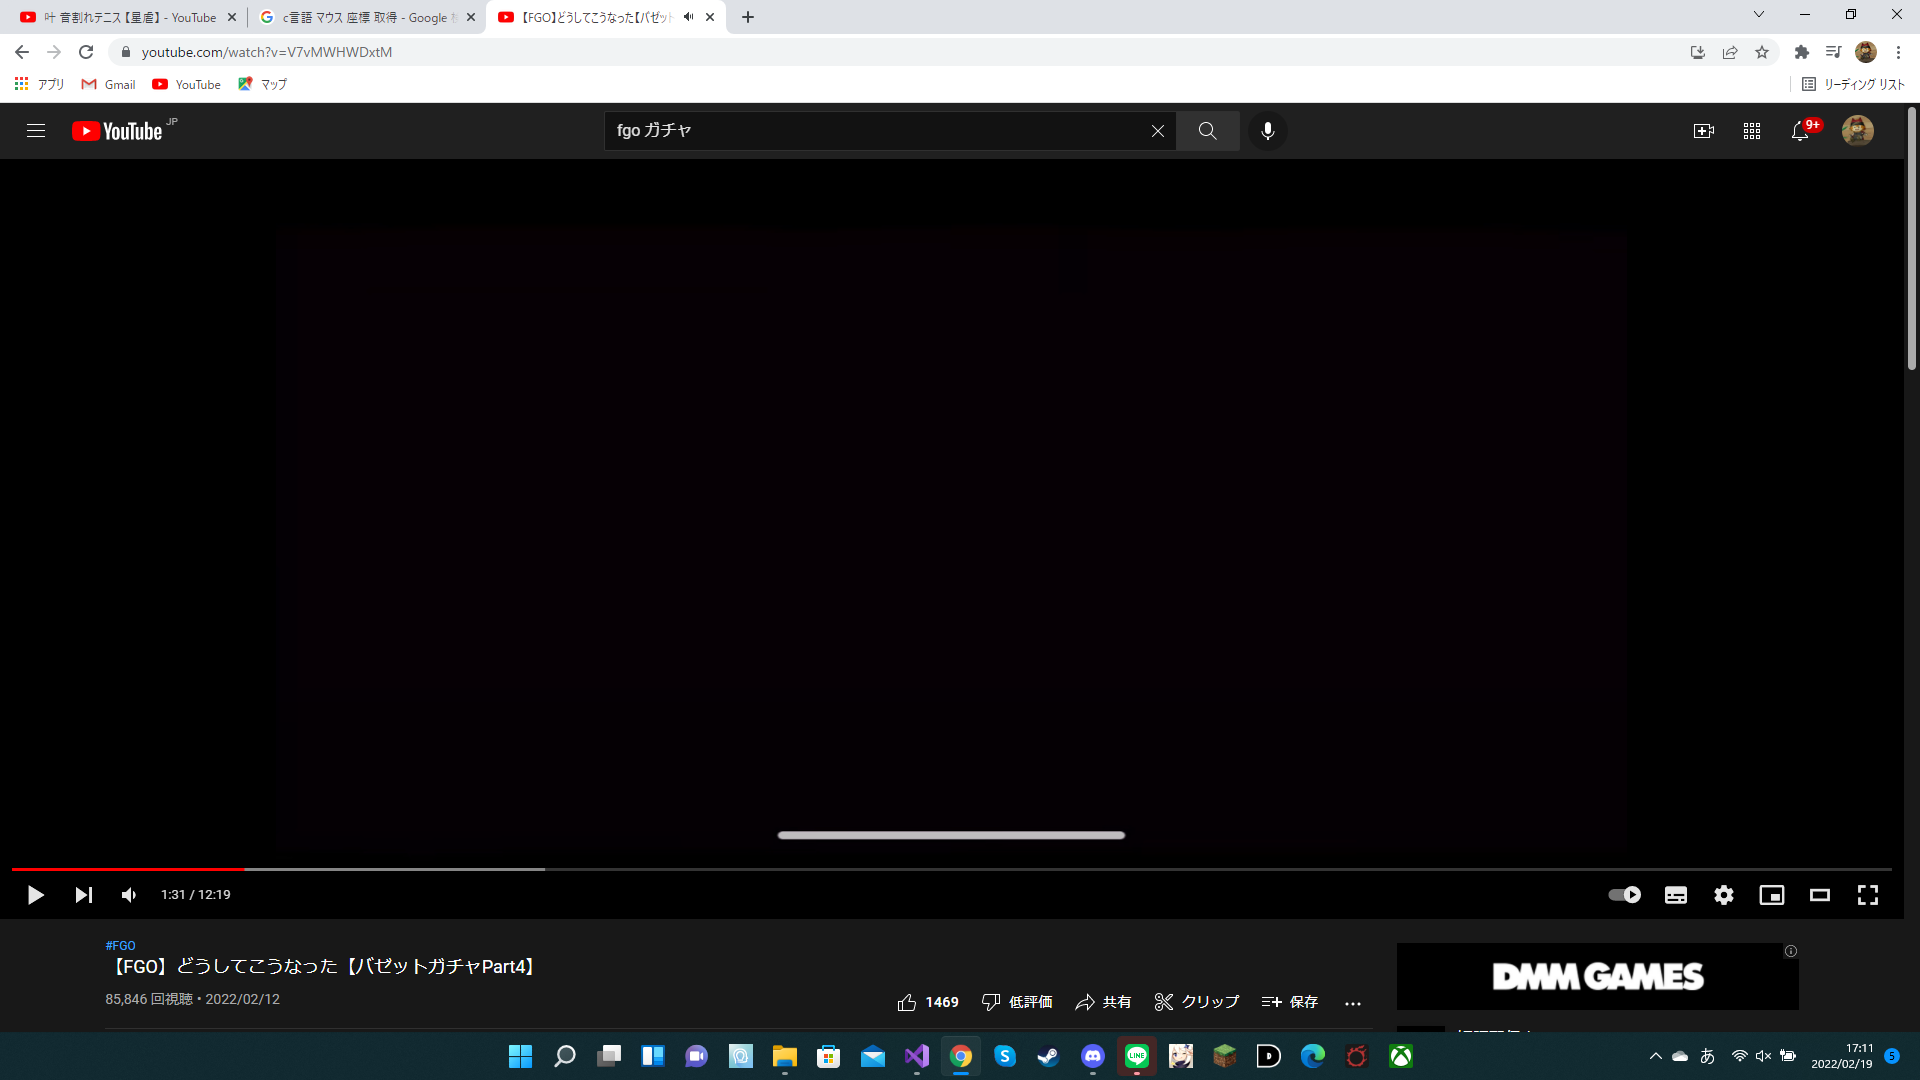 叶 音割れテニス【星虐】 - YouTube
c言語 マウス 座標 取得 - Google
【FGO】どうしてこうなった【バゼット
youtube.com/watch?v=V7vMWHWDxtM
アプリ Gmail YouTube マップ リーディング リスト
YouTube JP
fgo ガチャ
9+
1:31 / 12:19
#FGO
【FGO】どうしてこうなった【バゼットガチャPart4】
85,846 回視聴・2022/02/12
1469 低評価 共有 クリップ 保存
DMM GAMES
LINE
あ
17:11
2022/02/19
5